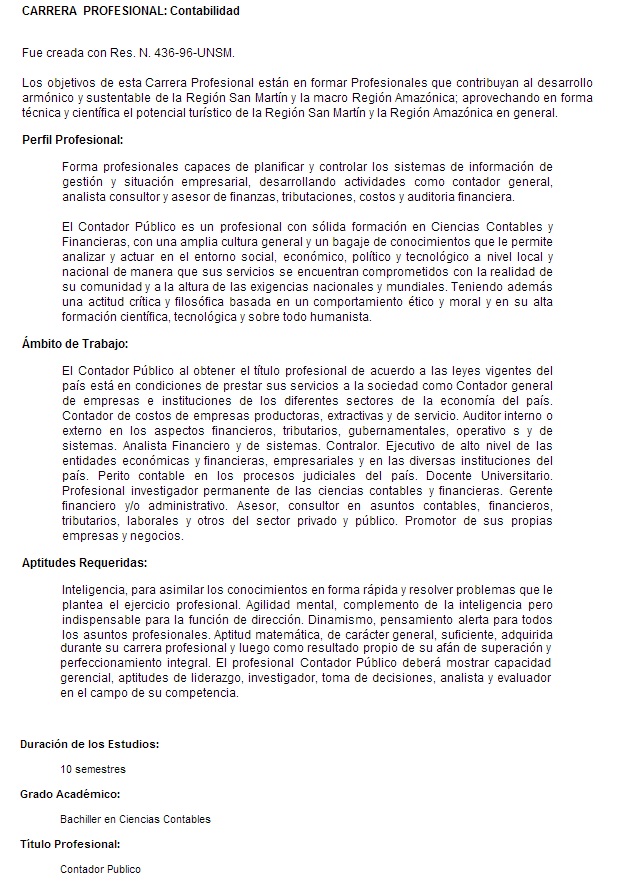 CARRERA PROFESIONAL: Contabilidad
Fue creada con Res. N. 436-96-UNSM.
Los objetivos de esta Carrera Profesional están en formar Profesionales que contribuyan al desarrollo
armónico y sustentable de la Región San Martín y la macro Región Amazónica; aprovechando en forma
técnica y científica el potencial turístico de la Región San Martín y la Región Amazónica en general.
Perfil Profesional:
Forma profesionales capaces de planificar y controlar los sistemas de información de
gestión y situación empresarial, desarrollando actividades como contador general,
analista consultor y asesor de finanzas, tributaciones, costos y auditoria financiera.
El Contador Público es un profesional con sólida formación en Ciencias Contables y
Financieras, con una amplia cultura general y un bagaje de conocimientos que le permite
analizar y actuar en el entorno social, económico, político y tecnológico a nivel local y
nacional de manera que sus servicios se encuentran comprometidos con la realidad de
su comunidad y a la altura de las exigencias nacionales y mundiales. Teniendo además
una actitud crítica y filosófica basada en un comportamiento ético y moral y en su alta
formación científica, tecnológica y sobre todo humanista.
Ámbito de Trabajo:
El Contador Público al obtener el título profesional de acuerdo a las leyes vigentes del
país está en condiciones de prestar sus servicios a la sociedad como Contador general
de empresas e instituciones de los diferentes sectores de la economía del país.
Contador de costos de empresas productoras, extractivas y de servicio. Auditor interno o
externo en los aspectos financieros, tributarios, gubernamentales, operativo s y de
sistemas. Analista Financiero y de sistemas. Contralor. Ejecutivo de alto nivel de las
entidades económicas y financieras, empresariales y en las diversas instituciones del
país. Perito contable en los procesos judiciales del país. Docente Universitario.
Profesional investigador permanente de las ciencias contables y financieras. Gerente
financiero y/o administrativo. Asesor, consultor en asuntos contables, financieros,
tributarios, laborales y otros del sector privado y público. Promotor de sus propias
empresas y negocios.
Aptitudes Requeridas:
Inteligencia, para asimilar los conocimientos en forma rápida y resolver problemas que le
plantea el ejercicio profesional. Agilidad mental, complemento de la inteligencia pero
indispensable para la función de dirección. Dinamismo, pensamiento alerta para todos
los asuntos profesionales. Aptitud matemática, de carácter general, suficiente, adquirida
durante su carrera profesional y luego como resultado propio de su afán de superación y
perfeccionamiento integral. El profesional Contador Público deberá mostrar capacidad
gerencial, aptitudes de liderazgo, investigador, toma de decisiones, analista y evaluador
en el campo de su competencia.
Duración de los Estudios:
10 semestres
Grado Académico:
Bachiller en Ciencias Contables
Título Profesional:
Contador Publico